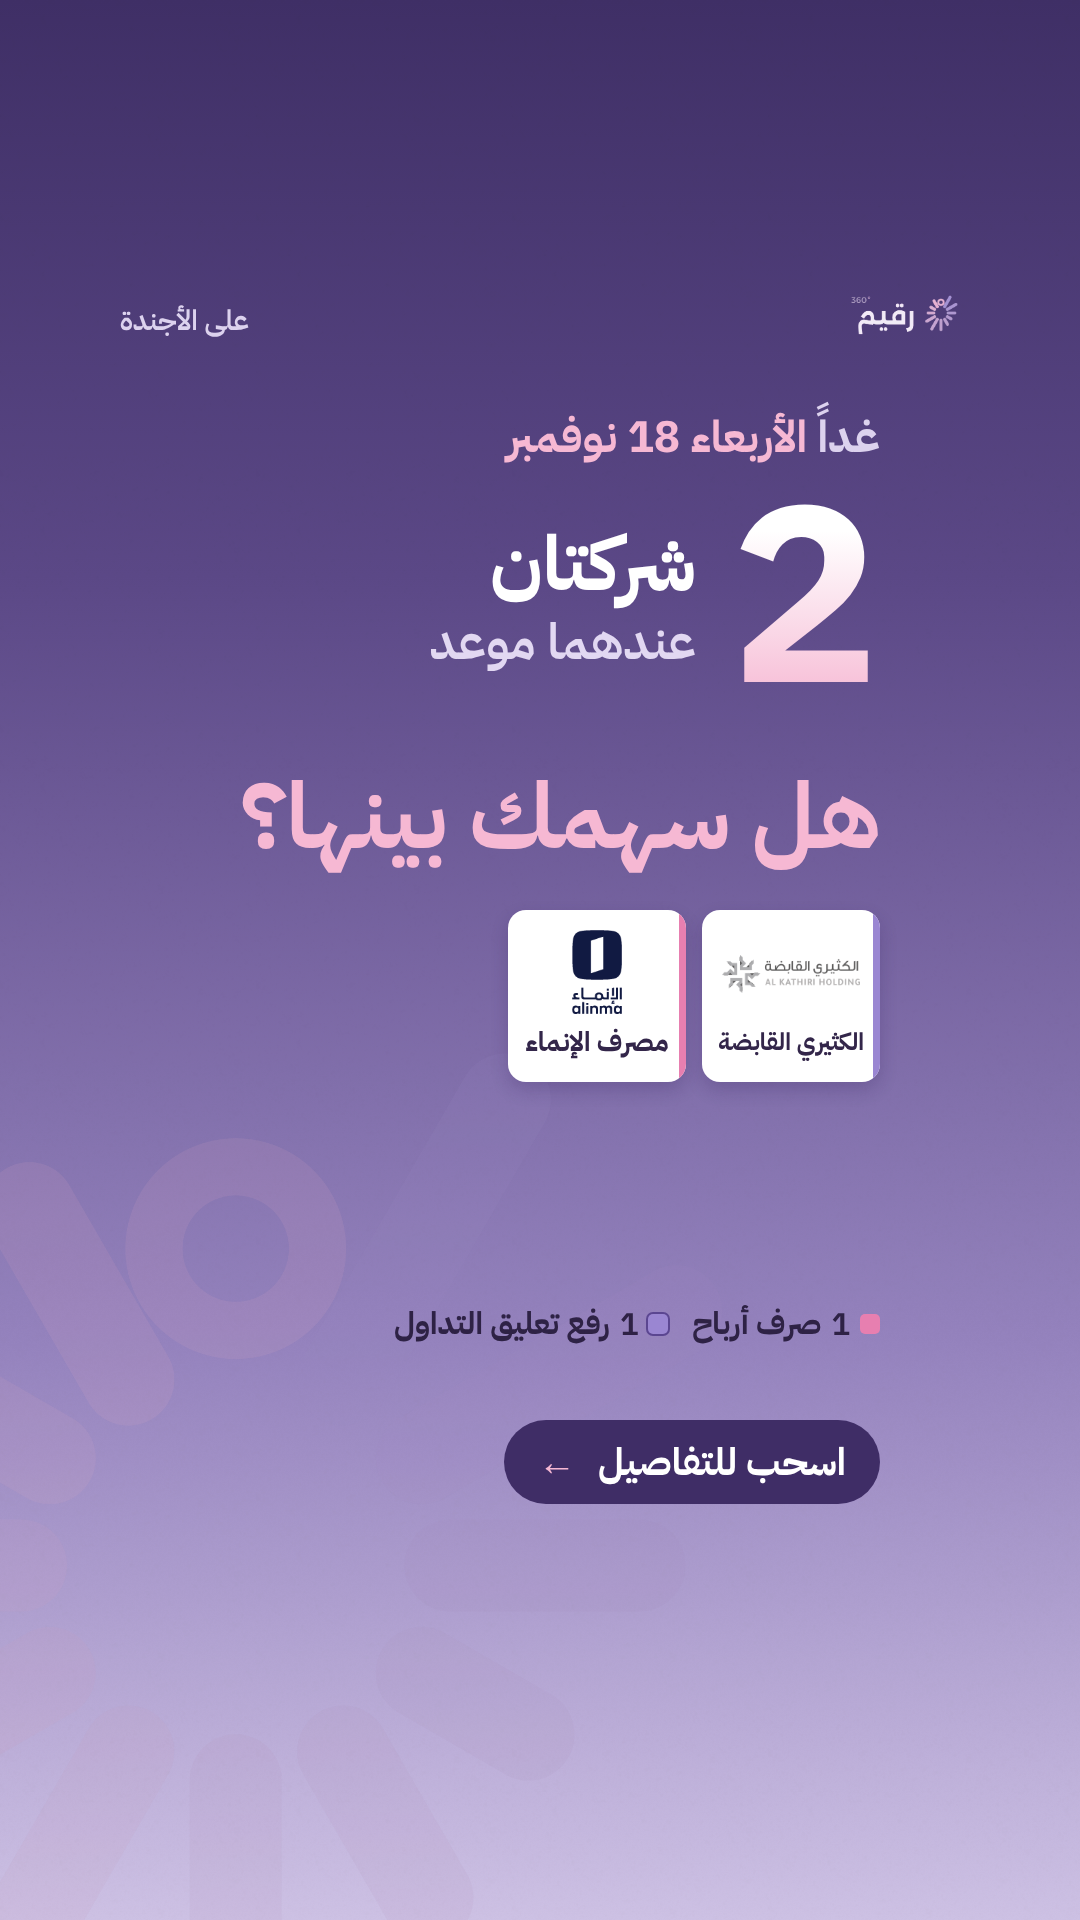 رقيم 360°
على الأجندة
غداً الأربعاء 18 نوفمبر
2
شركتان
عندهما موعد
هل سهمك بينها؟
الكثيري القابضة
AL KATHIRI HOLDING
الكثيري القابضة
الإنماء
alinma
مصرف الإنماء
1 صرف أرباح
1 رفع تعليق التداول
اسحب للتفاصيل ←